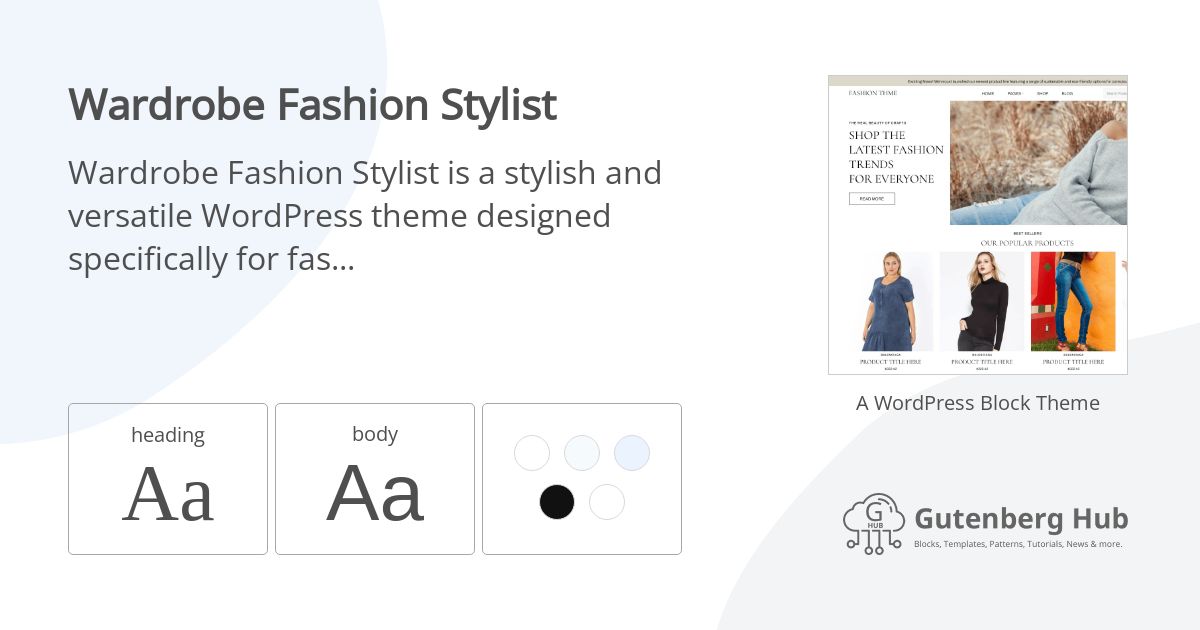 Wardrobe Fashion Stylist
Wardrobe Fashion Stylist is a stylish and
versatile WordPress theme designed
specifically for fas...
heading
Aa
body
Aa
FASHION THME
HOME
PAGES
SHOP
BLOG
THE REAL BEAUTY OF CRAFTS
SHOP THE
LATEST FASHION
TRENDS
FOR EVERYONE
READ MORE
BEST SELLERS
OUR POPULAR PRODUCTS
PRODUCT TITLE HERE
PRODUCT TITLE HERE
PRODUCT TITLE HERE
A WordPress Block Theme
G
HUB
Gutenberg Hub
Blocks, Templates, Patterns, Tutorials, News & more.